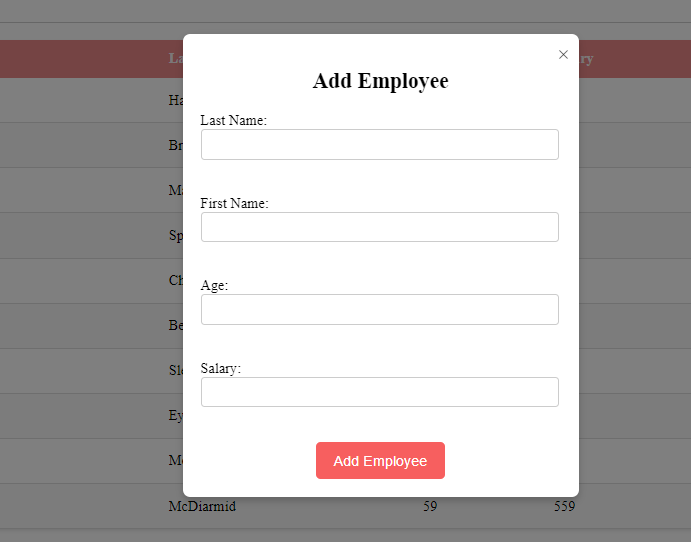 La ry
×
Add Employee
Last Name:
Ha
Br
First Name:
Ma
Sp
Age:
Ch
Be
Salary:
Sl
Ey
Add Employee
McDiarmid 59 559